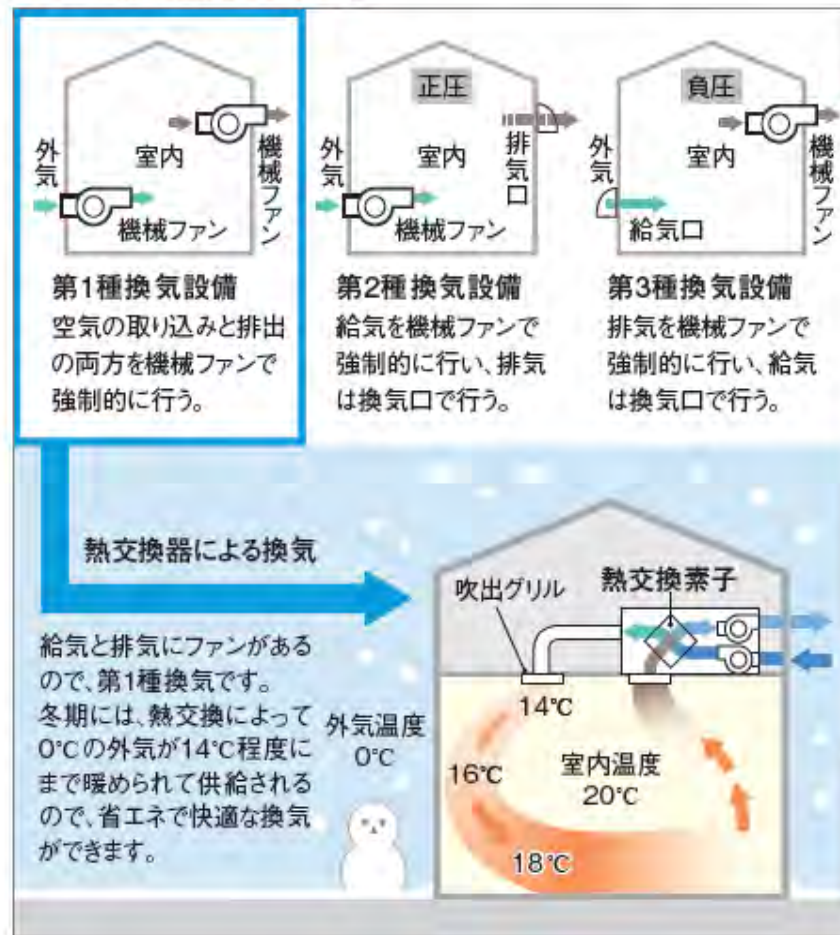 外気
室内
機械ファン
機械ファン
第1種換気設備
空気の取り込みと排出
の両方を機械ファンで
強制的に行う。
正圧
外気
室内
排気口
機械ファン
第2種換気設備
給気を機械ファンで
強制的に行い、排気
は換気口で行う。
負圧
外気
室内
機械ファン
給気口
第3種換気設備
排気を機械ファンで
強制的に行い、給気
は換気口で行う。
熱交換器による換気
給気と排気にファンがある
ので、第1種換気です。
冬期には、熱交換によって
0℃の外気が14℃程度に
まで暖められて供給される
ので、省エネで快適な換気
ができます。
外気温度
0℃
吹出グリル
熱交換素子
14℃
16℃
18℃
室内温度
20℃